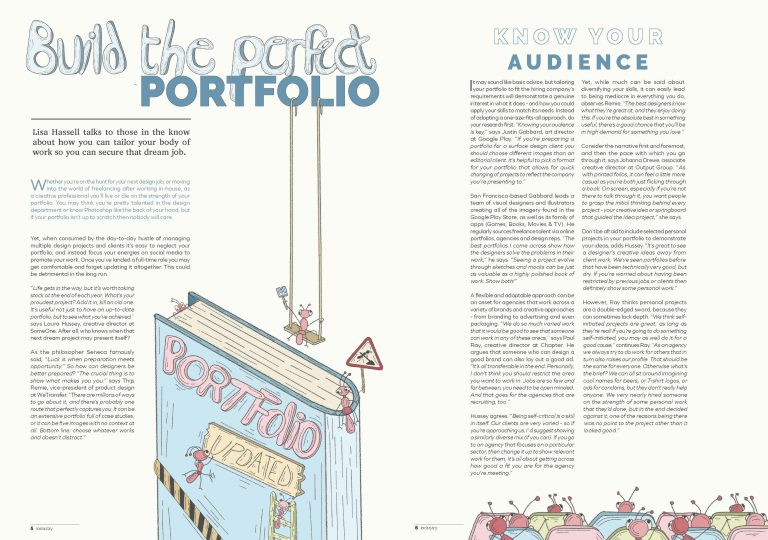 Build the perfect
PORTFOLIO
Lisa Hassell talks to those in the know
about how you can tailor your body of
work so you can secure that dream job.
Whether you're on the hunt for your next design job, or moving
into the world of freelancing after working in-house, as
a creative professional you'll live or die on the strength of your
portfolio. You may think you're pretty talented in the design
department or know Photoshop like the back of your hand, but
if your portfolio isn't up to scratch then nobody will care.
Yet, when consumed by the day-to-day hustle of managing
multiple design projects and clients it's easy to neglect your
portfolio, and instead focus your energies on social media to
promote your work. Once you've landed a full-time role you may
get comfortable and forget updating it altogether. This could
be detrimental in the long run.
"Life gets in the way, but it's worth taking
stock at the end of each year. What's your
proudest project? Add it in, kill an old one.
It's useful not just to have an up-to-date
portfolio, but to see what you've achieved"
says Laura Hussey, creative director at
SomeOne. After all, who knows when that
next dream project may present itself?
As the philosopher Seneca famously
said, "Luck is when preparation meets
opportunity." So how can designers be
better prepared? "The crucial thing is to
show what makes you you," says Thijs
Remie, vice-president of product design
at WeTransfer. "There are millions of ways
to go about it, and there's probably one
route that perfectly captures you. It can be
an extensive portfolio full of case studies,
or it can be five images with no context at
all. Bottom line: choose whatever works
and doesn't distract."
PORTFOLIO
UPDATED
5 Industry
KNOW YOUR
AUDIENCE
It may sound like basic advice, but tailoring
your portfolio to fit the hiring company's
requirements will demonstrate a genuine
interest in what it does - and how you could
apply your skills to match its needs. Instead
of adopting a one-size-fits-all approach, do
your research first. "Knowing your audience
is key," says Justin Gabbard, art director
at Google Play. "If you're preparing a
portfolio for a surface design client you
should choose different images than an
editorial client. It's helpful to pick a format
for your portfolio that allows for quick
changing of projects to reflect the company
you're presenting to."
San Francisco-based Gabbard leads a
team of visual designers and illustrators
creating all of the imagery found in the
Google Play Store, as well as its family of
apps (Games, Books, Movies & TV). He
regularly sources freelance talent via online
portfolios, agencies and design reps. "The
best portfolios I came across show how
the designers solve the problems in their
work," he says. "Seeing a project evolve
through sketches and mocks can be just
as valuable as a highly polished book of
work. Show both!"
A flexible and adaptable approach can be
an asset for agencies that work across a
variety of brands and creative approaches
- from branding to advertising and even
packaging. "We do so much varied work
that it would be good to see that someone
can work in any of these areas," says Paul
Ray, creative director at Chapter. He
argues that someone who can design a
good brand can also lay out a good ad.
"It's all transferable in the end. Personally,
I don't think you should restrict the area
you want to work in. Jobs are so few and
far between, you need to be open minded.
And that goes for the agencies that are
recruiting, too."
Hussey agrees. "Being self-critical is a skill
in itself. Our clients are very varied - so if
you're approaching us, I'd suggest showing
a similarly diverse mix (if you can). If you go
to an agency that focuses on a particular
sector, then change it up to show relevant
work for them. It's all about getting across
how good a fit you are for the agency
you're meeting."
Yet, while much can be said about
diversifying your skills, it can easily lead
to being mediocre in everything you do,
observes Remie. "The best designers know
what they're great at, and they enjoy doing
this. If you're the absolute best in something
useful, there's a good chance that you'll be
in high demand for something you love."
Consider the narrative first and foremost,
and then the pace with which you go
through it, says Johanna Drewe, associate
creative director at Output Group. "As
with printed folios, it can feel a little more
casual as you're both just flicking through
a book. On screen, especially if you're not
there to talk through it, you want people
to grasp the initial thinking behind every
project - your creative idea or springboard
that guided the idea/project," she says.
Don't be afraid to include selected personal
projects in your portfolio to demonstrate
your ideas, adds Hussey. "It's great to see
a designer's creative ideas away from
client work. We've seen portfolios before
that have been technically very good, but
dry. If you're worried about having been
restricted by previous jobs or clients then
definitely show some personal work."
However, Ray thinks personal projects
are a double-edged sword, because they
can sometimes lack depth. "We think self-
initiated projects are great, as long as
they're real! If you're going to do something
self-initiated, you may as well do it for a
good cause," continues Ray. "As an agency
we always try to do work for others that in
turn also raises our profile. That should be
the same for everyone. Otherwise what's
the brief? We can all sit around imagining
cool names for beers, or T-shirt logos, or
ads for condoms, but they don't really help
anyone. We very nearly hired someone
on the strength of some personal work
that they'd done, but in the end decided
against it, one of the reasons being there
was no point to the project other than it
looked good."
6 Industry